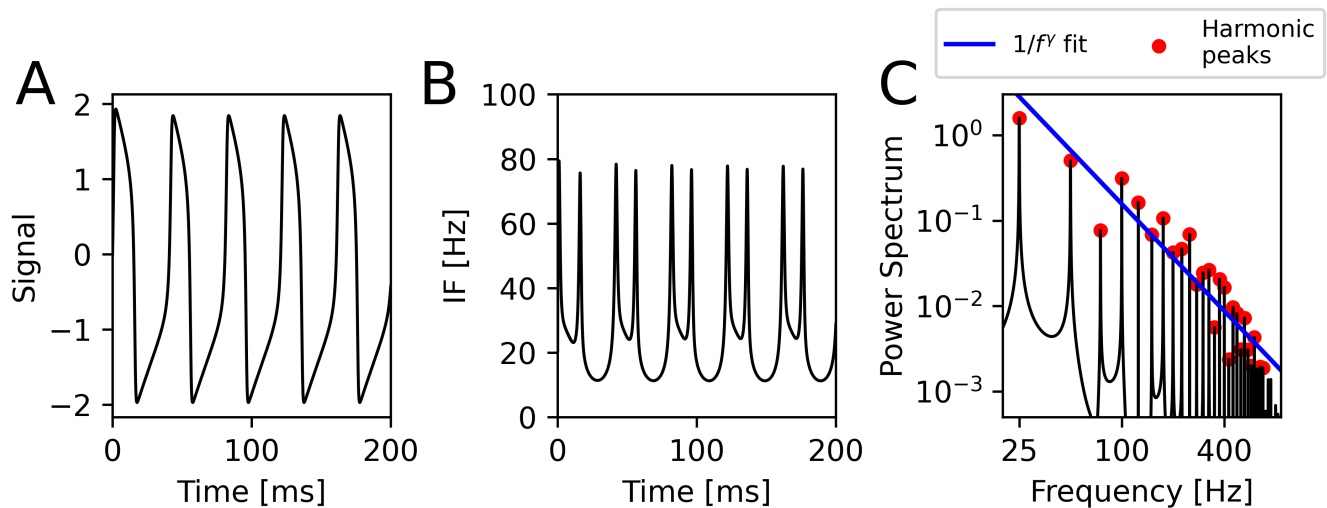 1/f^γ fit
Harmonic
peaks
A
B
C
2
1
0
−1
−2
Signal
0
100
200
Time [ms]
100
80
60
40
20
0
IF [Hz]
0
100
200
Time [ms]
10⁰
10⁻¹
10⁻²
10⁻³
Power Spectrum
25
100
400
Frequency [Hz]